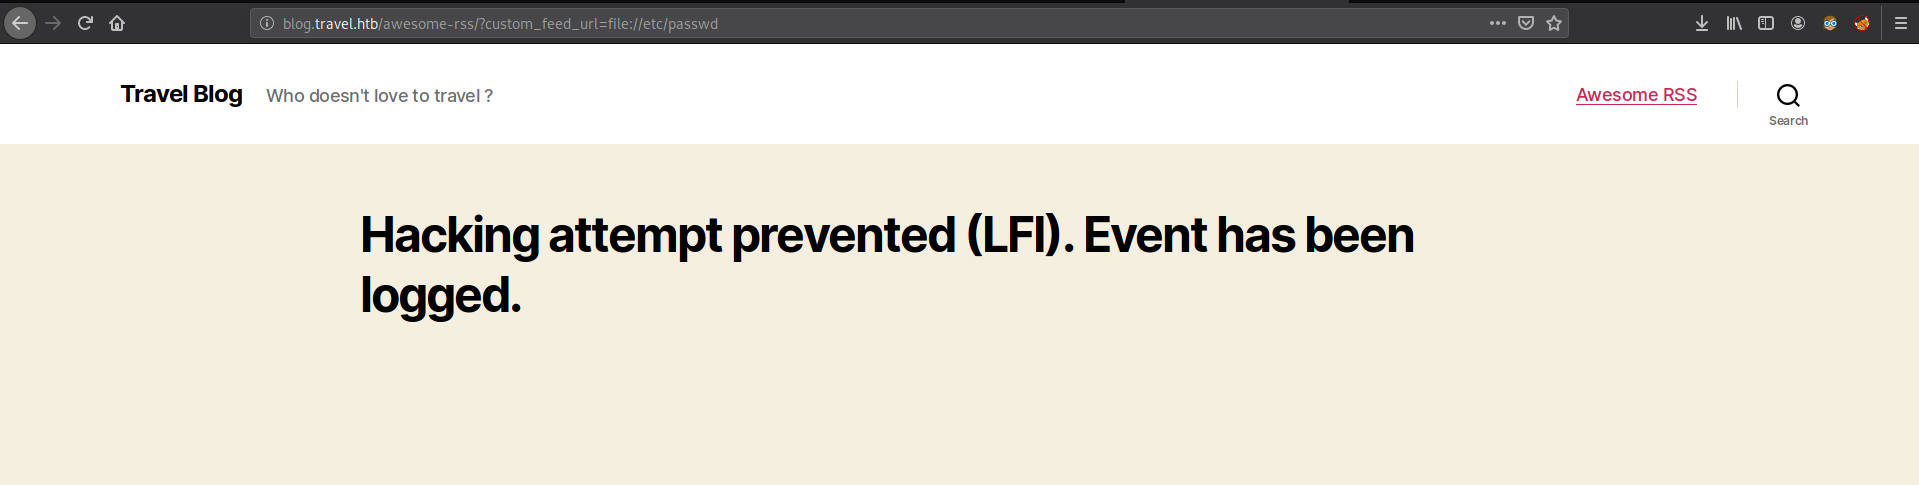 blog.travel.htb/awesome-rss/?custom_feed_url=file://etc/passwd
Travel Blog Who doesn't love to travel ? Awesome RSS
Search
Hacking attempt prevented (LFI). Event has been
logged.